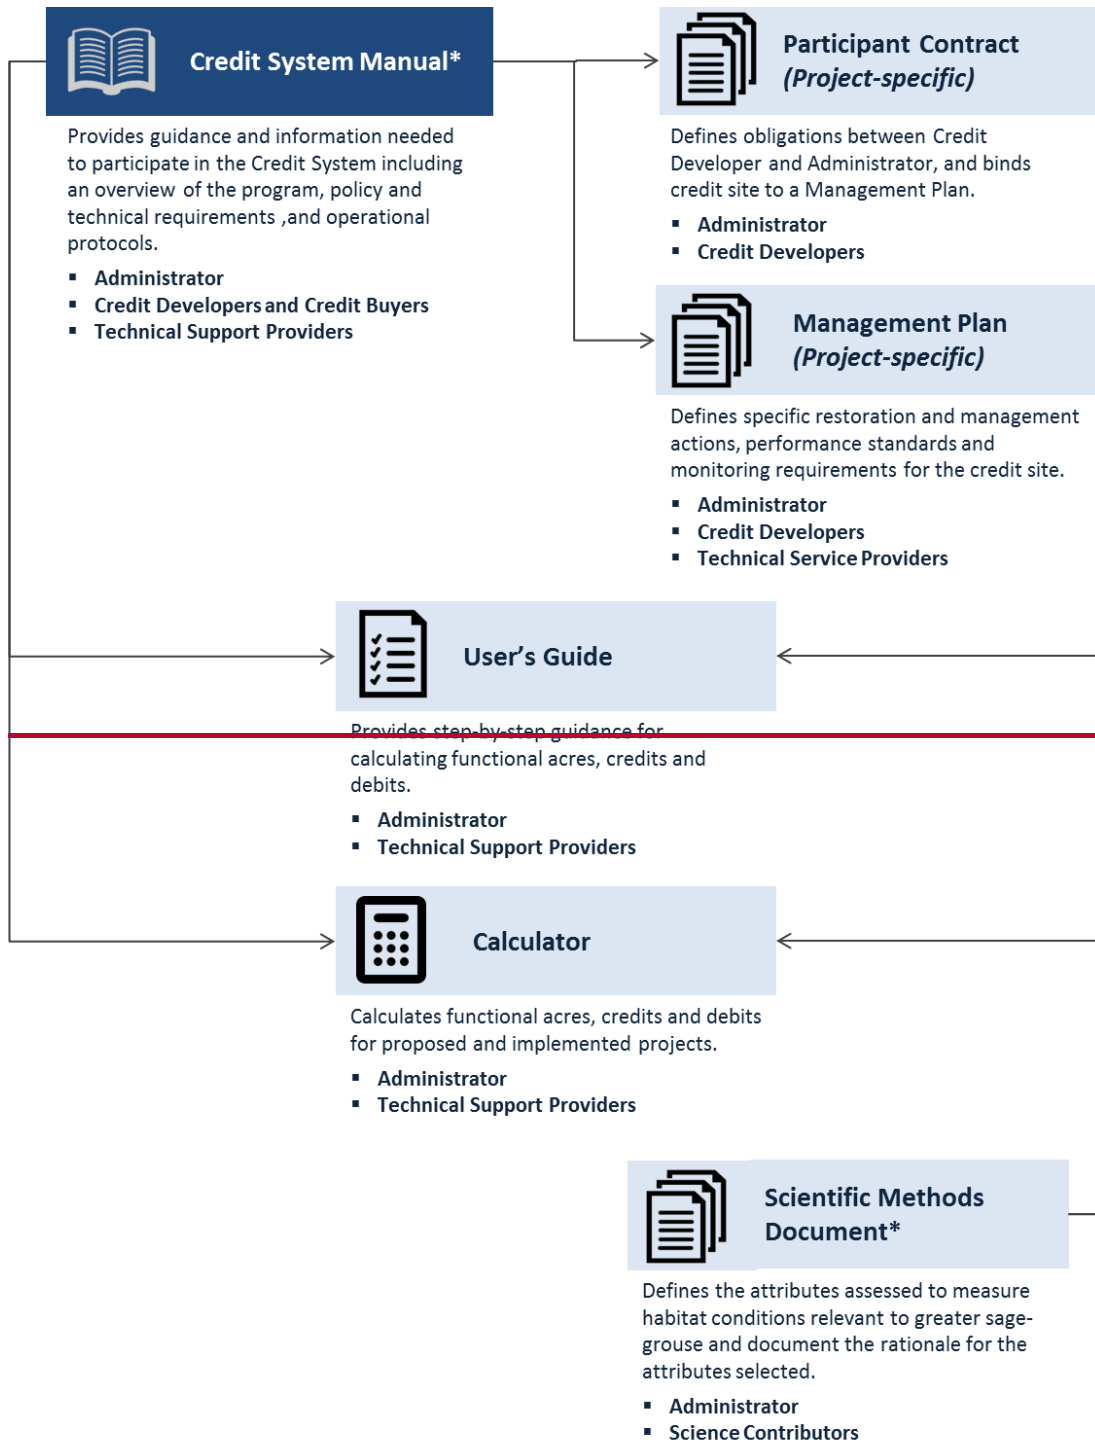 Credit System Manual*
Provides guidance and information needed
to participate in the Credit System including
an overview of the program, policy and
technical requirements ,and operational
protocols.
▪ Administrator
▪ Credit Developers and Credit Buyers
▪ Technical Support Providers
Participant Contract
(Project-specific)
Defines obligations between Credit
Developer and Administrator, and binds
credit site to a Management Plan.
▪ Administrator
▪ Credit Developers
Management Plan
(Project-specific)
Defines specific restoration and management
actions, performance standards and
monitoring requirements for the credit site.
▪ Administrator
▪ Credit Developers
▪ Technical Service Providers
User’s Guide
Provides step-by-step guidance for
calculating functional acres, credits and
debits.
▪ Administrator
▪ Technical Support Providers
Calculator
Calculates functional acres, credits and debits
for proposed and implemented projects.
▪ Administrator
▪ Technical Support Providers
Scientific Methods
Document*
Defines the attributes assessed to measure
habitat conditions relevant to greater sage-
grouse and document the rationale for the
attributes selected.
▪ Administrator
▪ Science Contributors